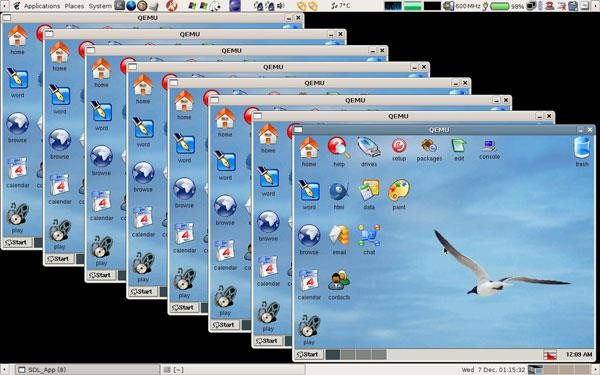 Applications Places System 600 MHz 98% 7°C
QEMU
QEMU
QEMU
QEMU
QEMU
QEMU
QEMU
QEMU
home
word
browse
calendar
play
Start
home
word
browse
calendar
play
Start
home
word
browse
calendar
play
Start
home
word
browse
calendar
play
Start
home
word
browse
calendar
play
Start
home
word
browse
calendar
play
Start
home
word
browse
calendar
play
Start
home help drives setup packages edit console trash
word html data paint
browse email chat
calendar contacts
play
Start 12:09 AM
SDL_App (8) [~] Wed 7 Dec, 01:15:32